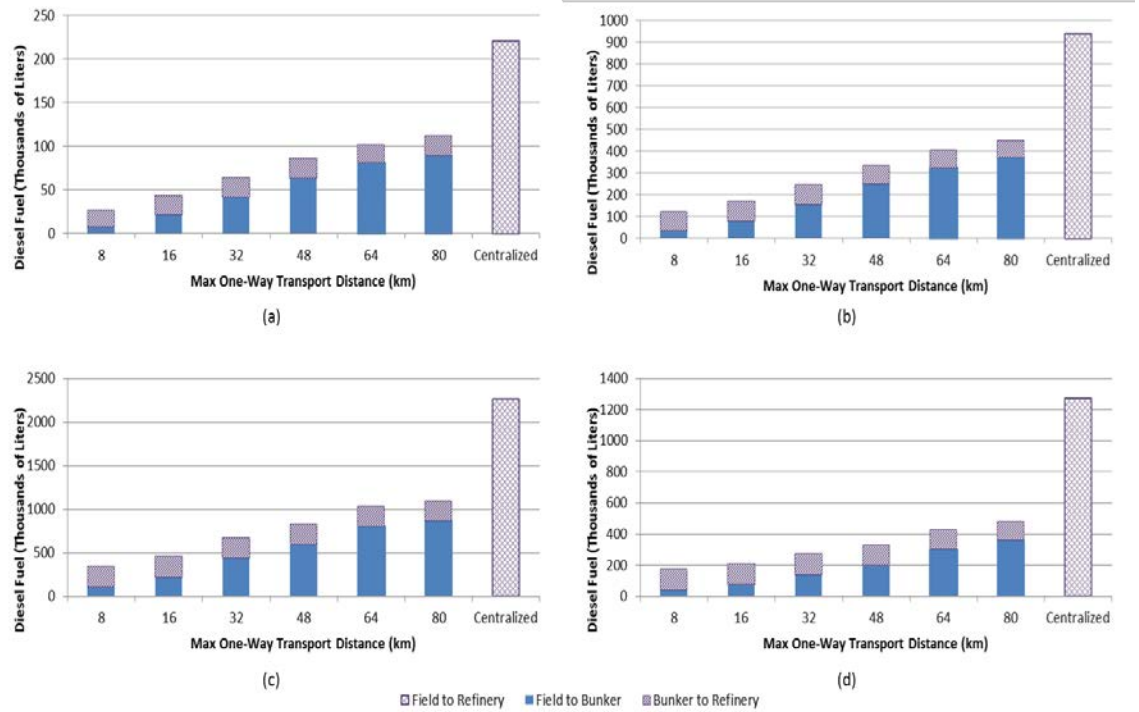 Diesel Fuel (Thousands of Liters)
250
200
150
100
50
0
8 16 32 48 64 80 Centralized
Max One-Way Transport Distance (km)
(a)
Diesel Fuel (Thousands of Liters)
1000
900
800
700
600
500
400
300
200
100
0
8 16 32 48 64 80 Centralized
Max One-Way Transport Distance (km)
(b)
Diesel Fuel (Thousands of Liters)
2500
2000
1500
1000
500
0
8 16 32 48 64 80 Centralized
Max One-Way Transport Distance (km)
(c)
Diesel Fuel (Thousands of Liters)
1400
1200
1000
800
600
400
200
0
8 16 32 48 64 80 Centralized
Max One-Way Transport Distance (km)
(d)
Field to Refinery Field to Bunker Bunker to Refinery